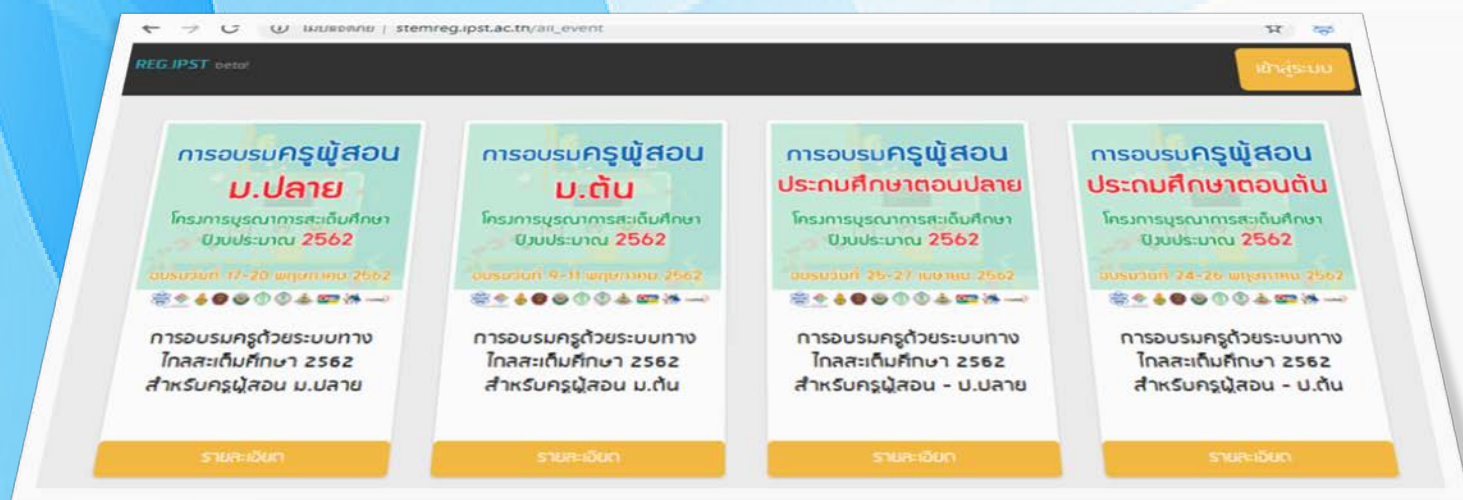 ไม่ปลอดภัย | stemreg.ipst.ac.th/all_event
REG.IPST beta!
เข้าสู่ระบบ
การอบรมครูผู้สอน
ม.ปลาย
โครงการบูรณาการสะเต็มศึกษา
ปีงบประมาณ 2562
อบรมวันที่ 17-20 พฤษภาคม 2562
การอบรมครูด้วยระบบทาง
ไกลสะเต็มศึกษา 2562
สำหรับครูผู้สอน ม.ปลาย
รายละเอียด
การอบรมครูผู้สอน
ม.ต้น
โครงการบูรณาการสะเต็มศึกษา
ปีงบประมาณ 2562
อบรมวันที่ 9-11 พฤษภาคม 2562
การอบรมครูด้วยระบบทาง
ไกลสะเต็มศึกษา 2562
สำหรับครูผู้สอน ม.ต้น
รายละเอียด
การอบรมครูผู้สอน
ประถมศึกษาตอนปลาย
โครงการบูรณาการสะเต็มศึกษา
ปีงบประมาณ 2562
อบรมวันที่ 25-27 เมษายน 2562
การอบรมครูด้วยระบบทาง
ไกลสะเต็มศึกษา 2562
สำหรับครูผู้สอน - ป.ปลาย
รายละเอียด
การอบรมครูผู้สอน
ประถมศึกษาตอนต้น
โครงการบูรณาการสะเต็มศึกษา
ปีงบประมาณ 2562
อบรมวันที่ 24-26 พฤษภาคม 2562
การอบรมครูด้วยระบบทาง
ไกลสะเต็มศึกษา 2562
สำหรับครูผู้สอน - ป.ต้น
รายละเอียด